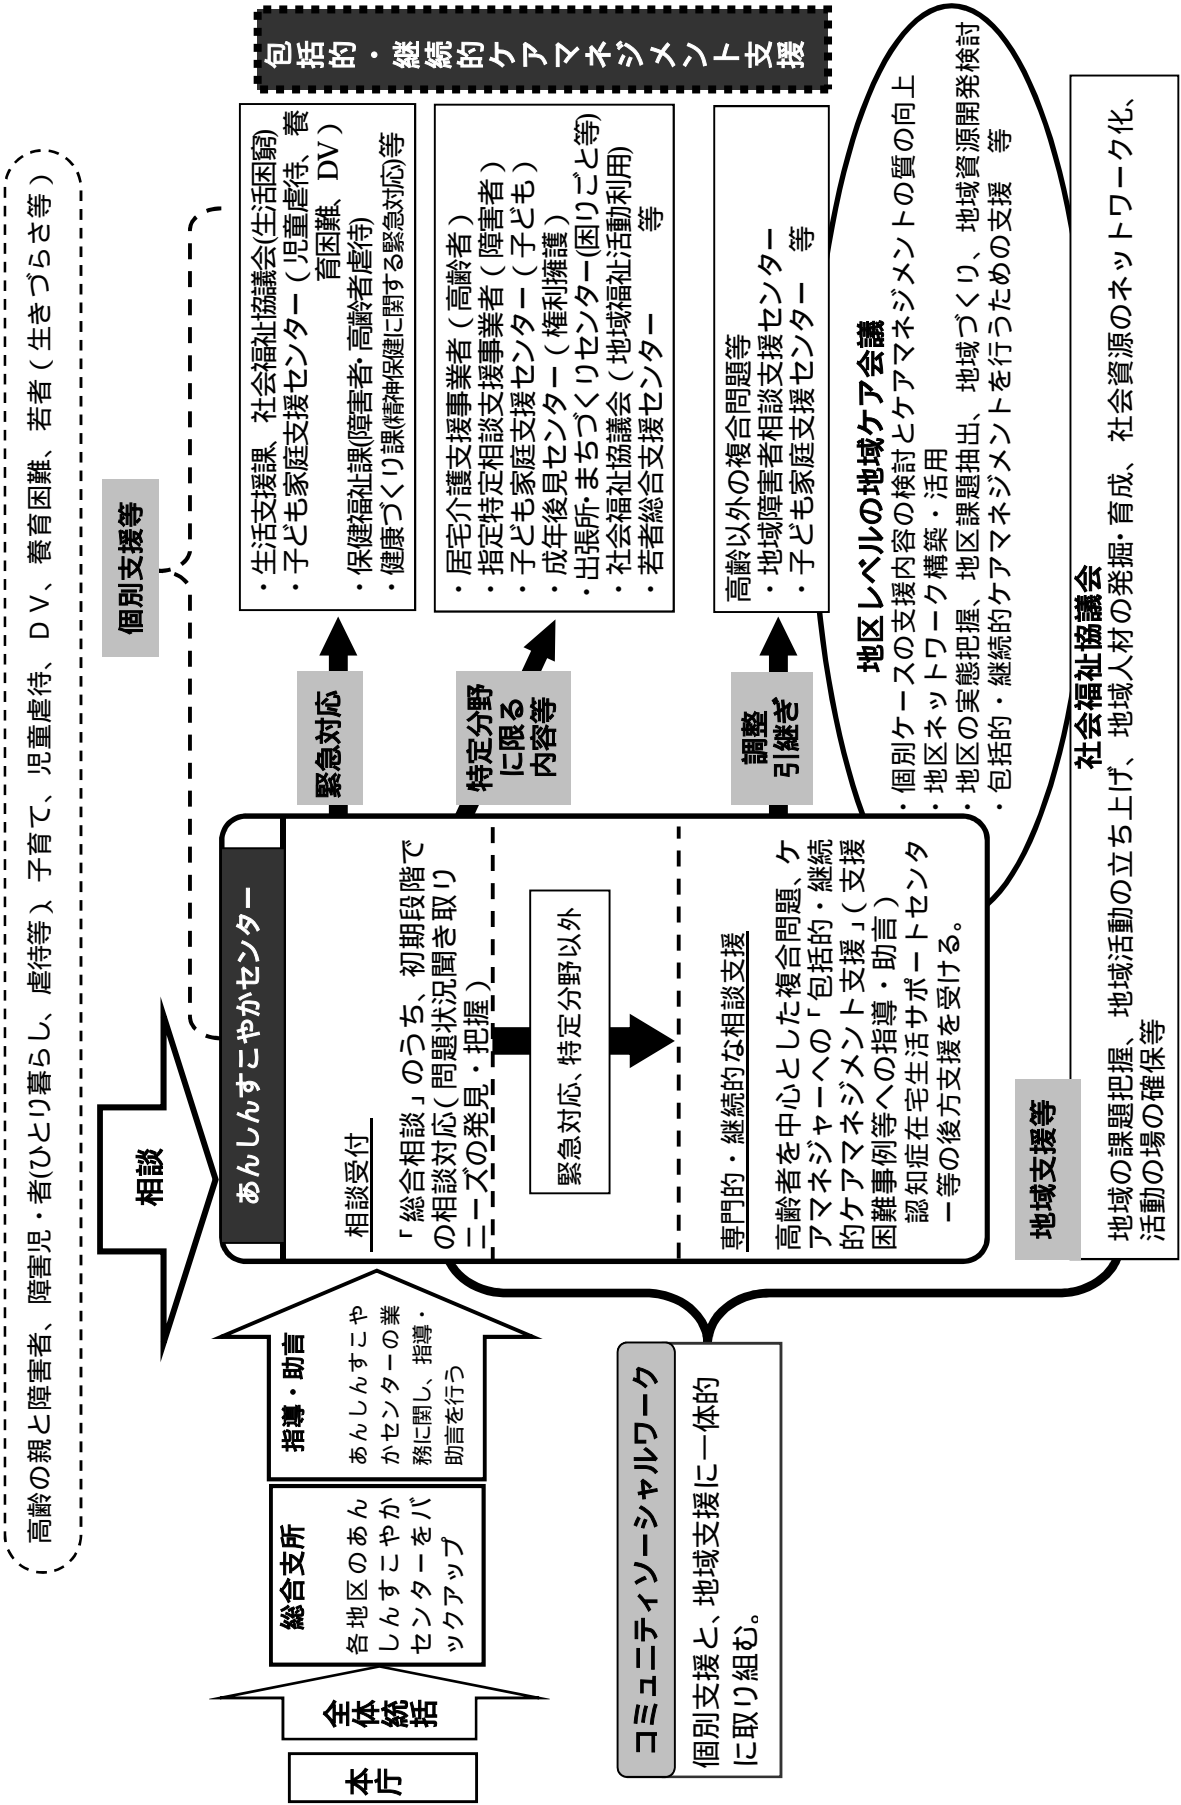 高齢の親と障害者、障害児・者(ひとり暮らし、虐待等)、子育て、児童虐待、ＤＶ、養育困難、若者（生きづらさ等）
相談
個別支援等
本庁
全体
統括
総合支所
各地区のあん
しんすこやか
センターをバ
ックアップ
指導・助言
あんしんすこや
かセンターの業
務に関し、指導・
助言を行う
あんしんすこやかセンター
相談受付
「総合相談」のうち、初期段階で
の相談対応（問題状況聞き取り
ニーズの発見・把握）
緊急対応、特定分野以外
専門的・継続的な相談支援
高齢者を中心とした複合問題、ケ
アマネジャーへの「包括的・継続
的ケアマネジメント支援」（支援
困難事例等への指導・助言）
認知症在宅生活サポートセンタ
ー等の後方支援を受ける。
緊急対応
特定分野
に限る
内容等
調整
引継ぎ
・生活支援課、社会福祉協議会(生活困窮)
・子ども家庭支援センター（児童虐待、養
育困難、DV）
・保健福祉課(障害者・高齢者虐待)
・健康づくり課(精神保健に関する緊急対応)等
・居宅介護支援事業者（高齢者）
・指定特定相談支援事業者（障害者）
・子ども家庭支援センター（子ども）
・成年後見センター（権利擁護）
・出張所・まちづくりセンター(困りごと等)
・社会福祉協議会（地域福祉活動利用)
・若者総合支援センター　　等
高齢以外の複合問題等
・地域障害者相談支援センター
・子ども家庭支援センター　等
包括的・継続的ケアマネジメント支援
地区レベルの地域ケア会議
・個別ケースの支援内容の検討とケアマネジメントの質の向上
・地区ネットワーク構築・活用
・地区の実態把握、地区課題抽出、地域づくり、地域資源開発検討
・包括的・継続的ケアマネジメントを行うための支援　等
コミュニティソーシャルワーク
個別支援と、地域支援に一体的
に取り組む。
地域支援等
社会福祉協議会
地域の課題把握、地域活動の立ち上げ、地域人材の発掘・育成、社会資源のネットワーク化、
活動の場の確保等